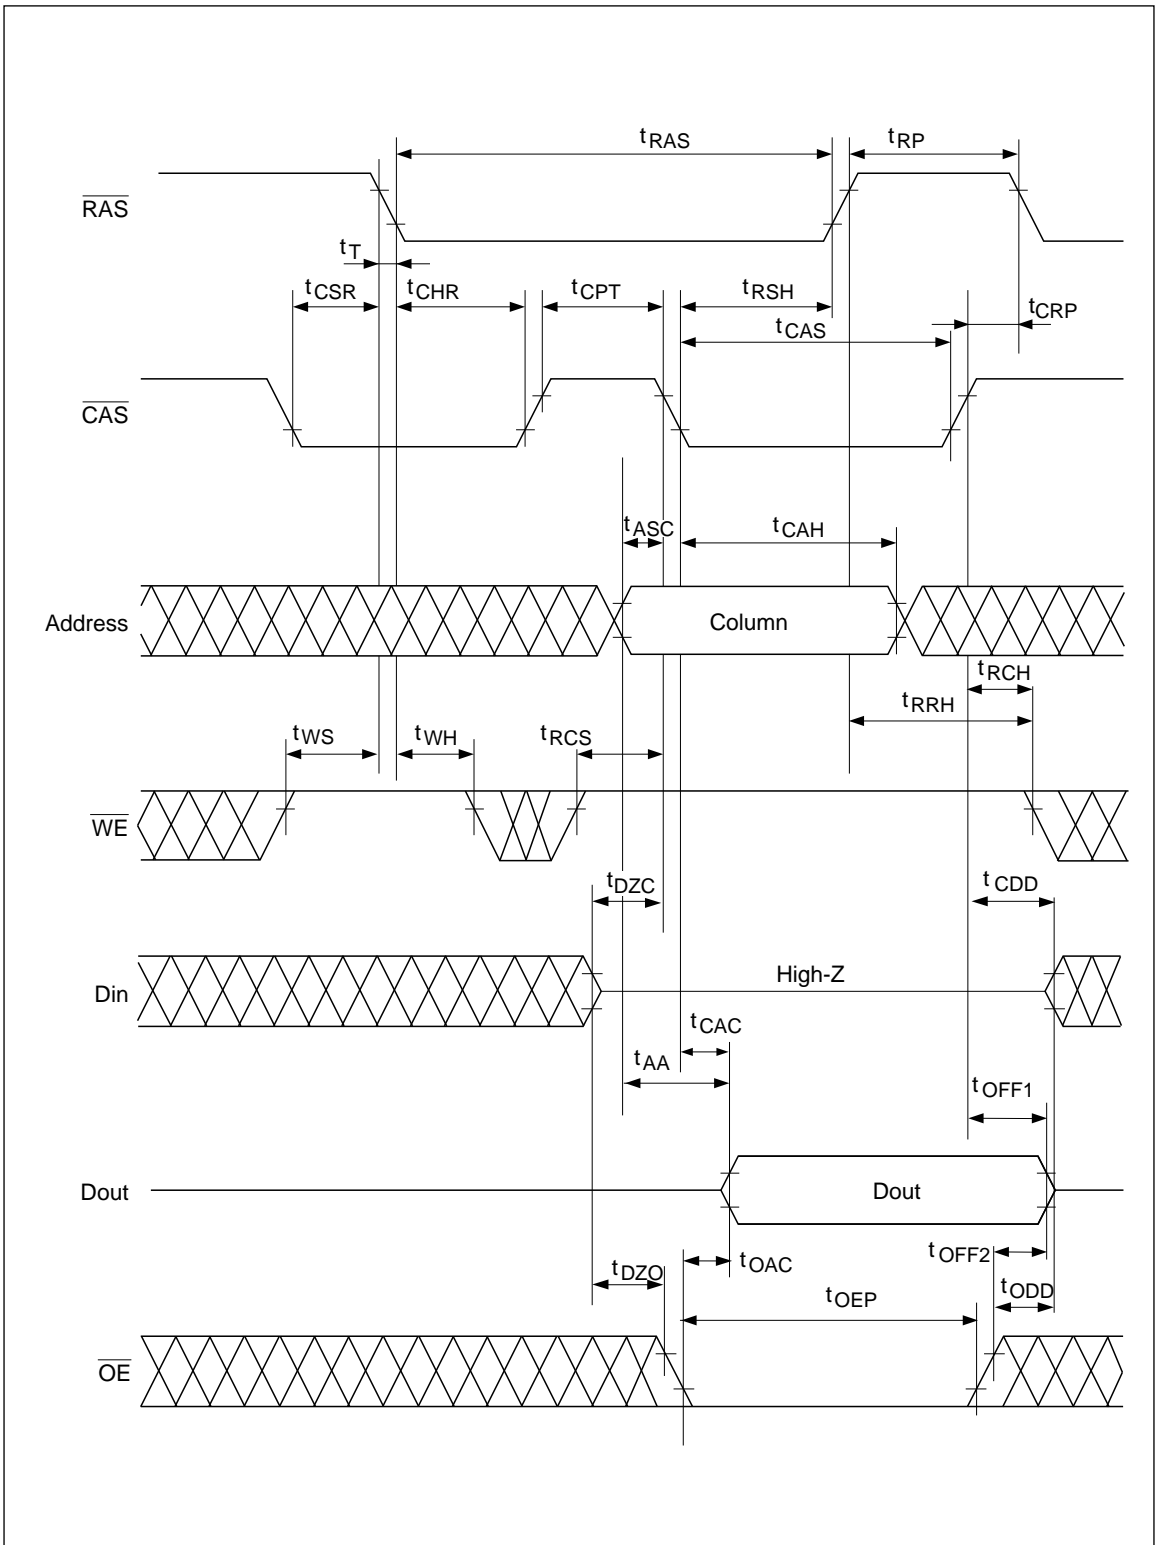 tRAS
tRP
RAS
tT
tCSR
tCHR
tCPT
tRSH
tCRP
tCAS
CAS
tASC
tCAH
Address
Column
tRCH
tRRH
tWS
tWH
tRCS
WE
tDZC
tCDD
High-Z
Din
tCAC
tAA
tOFF1
Dout
Dout
tOFF2
tOAC
tDZO
tODD
tOEP
OE